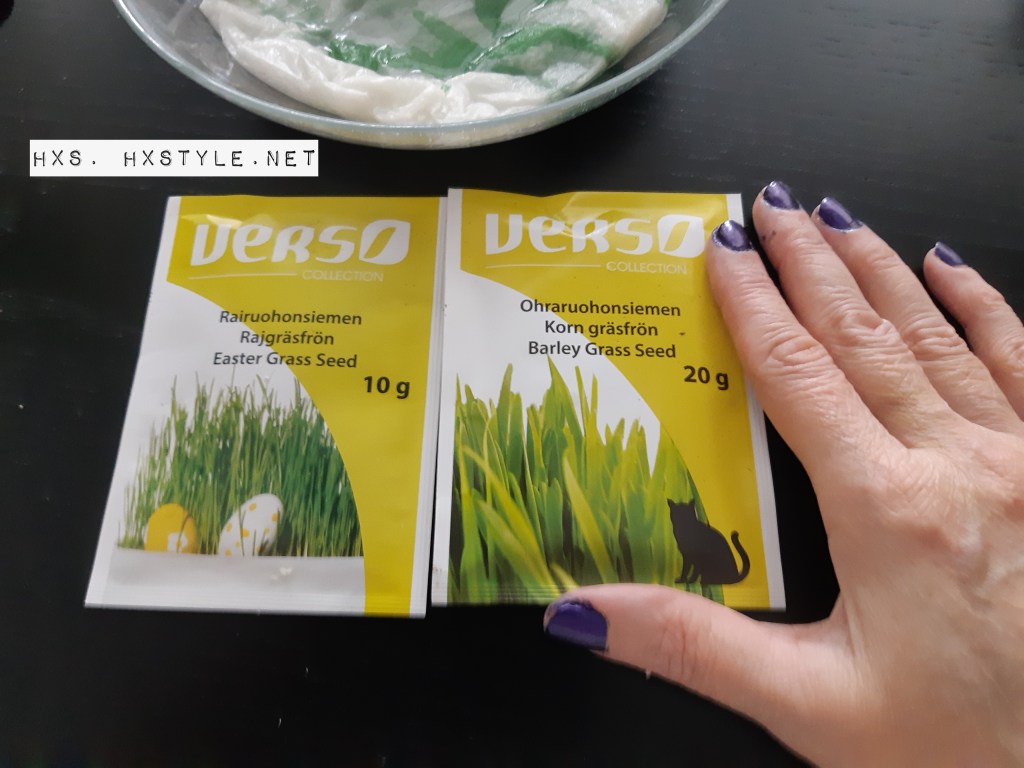 HXS. HXSTYLE.NET
VERSO
COLLECTION
Rairuohonsiemen
Rajgräsfrön
Easter Grass Seed
10 g
VERSO
COLLECTION
Ohraruohonsiemen
Korn gräsfrön
Barley Grass Seed
20 g